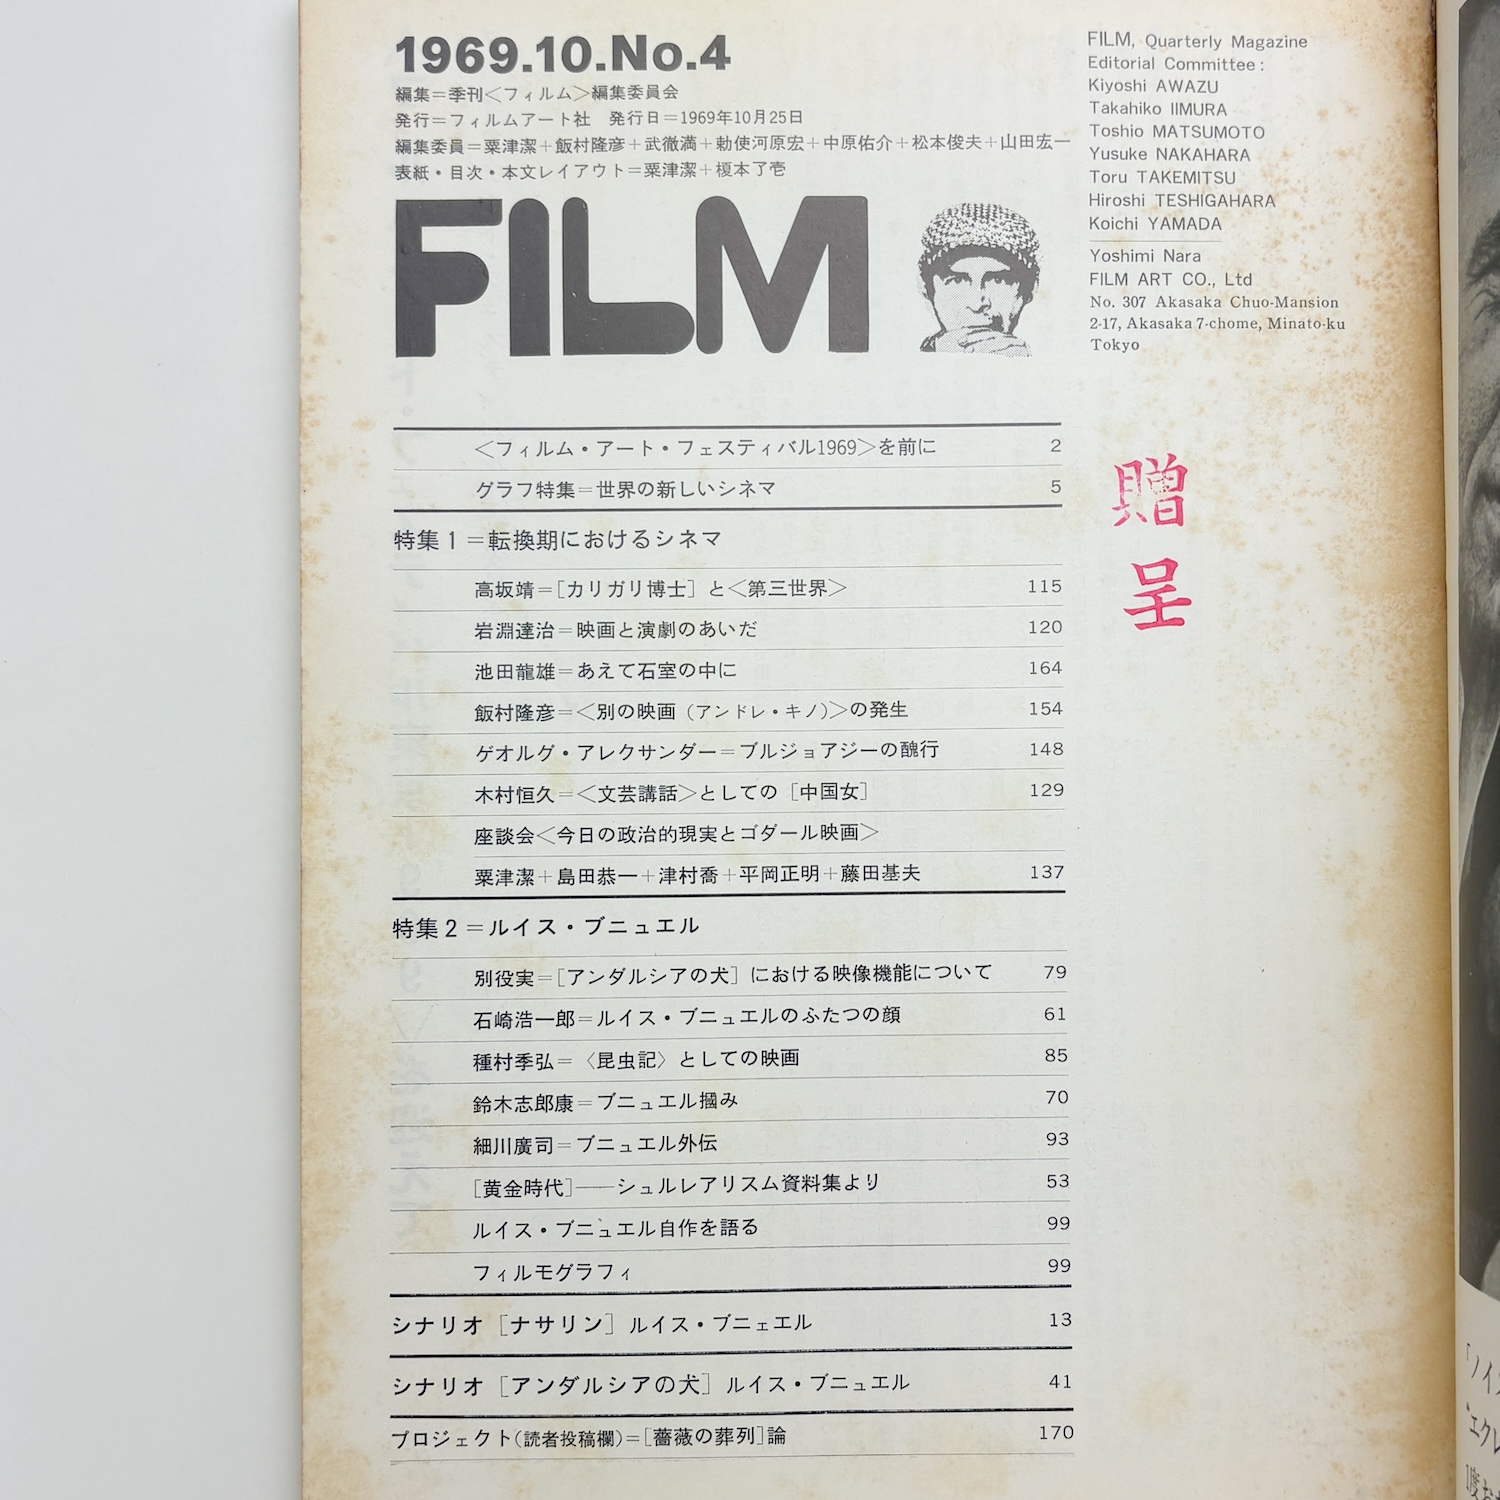 1969.10.No.4
編集＝季刊＜フィルム＞編集委員会
発行＝フィルムアート社　発行日＝1969年10月25日
編集委員＝粟津潔＋飯村隆彦＋武徹満＋勅使河原宏＋中原佑介＋松本俊夫＋山田宏一
表紙・目次・本文レイアウト＝粟津潔＋榎本了壱
FILM
FILM, Quarterly Magazine
Editorial Committee:
Kiyoshi AWAZU
Takahiko IIMURA
Toshio MATSUMOTO
Yusuke NAKAHARA
Toru TAKEMITSU
Hiroshi TESHIGAHARA
Koichi YAMADA
Yoshimi Nara
FILM ART CO., Ltd
No. 307 Akasaka Chuo-Mansion
2-17, Akasaka 7-chome, Minato-ku
Tokyo
贈
呈
＜フィルム・アート・フェスティバル1969＞を前に 2
グラフ特集＝世界の新しいシネマ 5
特集1＝転換期におけるシネマ
高坂靖＝［カリガリ博士］と＜第三世界＞ 115
岩淵達治＝映画と演劇のあいだ 120
池田龍雄＝あえて石室の中に 164
飯村隆彦＝＜別の映画（アンドレ・キノ）＞の発生 154
ゲオルグ・アレクサンダー＝ブルジョアジーの醜行 148
木村恒久＝＜文芸講話＞としての［中国女］ 129
座談会＜今日の政治的現実とゴダール映画＞
粟津潔＋島田恭一＋津村喬＋平岡正明＋藤田基夫 137
特集2＝ルイス・ブニュエル
別役実＝［アンダルシアの犬］における映像機能について 79
石崎浩一郎＝ルイス・ブニュエルのふたつの顔 61
種村季弘＝〈昆虫記〉としての映画 85
鈴木志郎康＝ブニュエル摑み 70
細川廣司＝ブニュエル外伝 93
［黄金時代］——シュルレアリスム資料集より 53
ルイス・ブニュエル自作を語る 99
フィルモグラフィ 99
シナリオ［ナサリン］ルイス・ブニェエル 13
シナリオ［アンダルシアの犬］ルイス・ブニュエル 41
プロジェクト（読者投稿欄）＝［薔薇の葬列］論 170